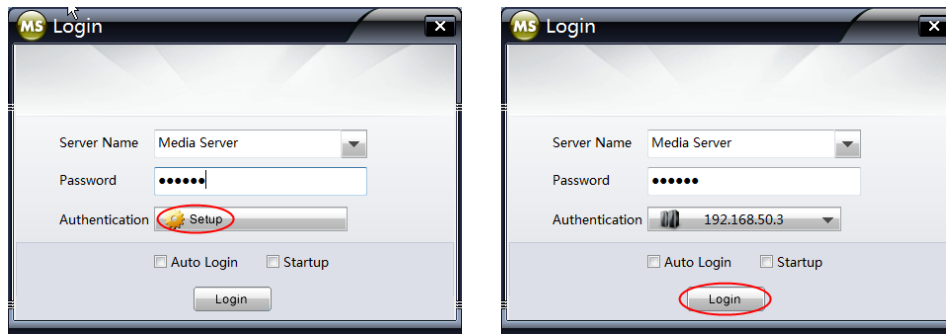 MS Login
Server Name Media Server
Password ●●●●●●
Authentication Setup
Auto Login Startup
Login
MS Login
Server Name Media Server
Password ●●●●●●
Authentication 192.168.50.3
Auto Login Startup
Login